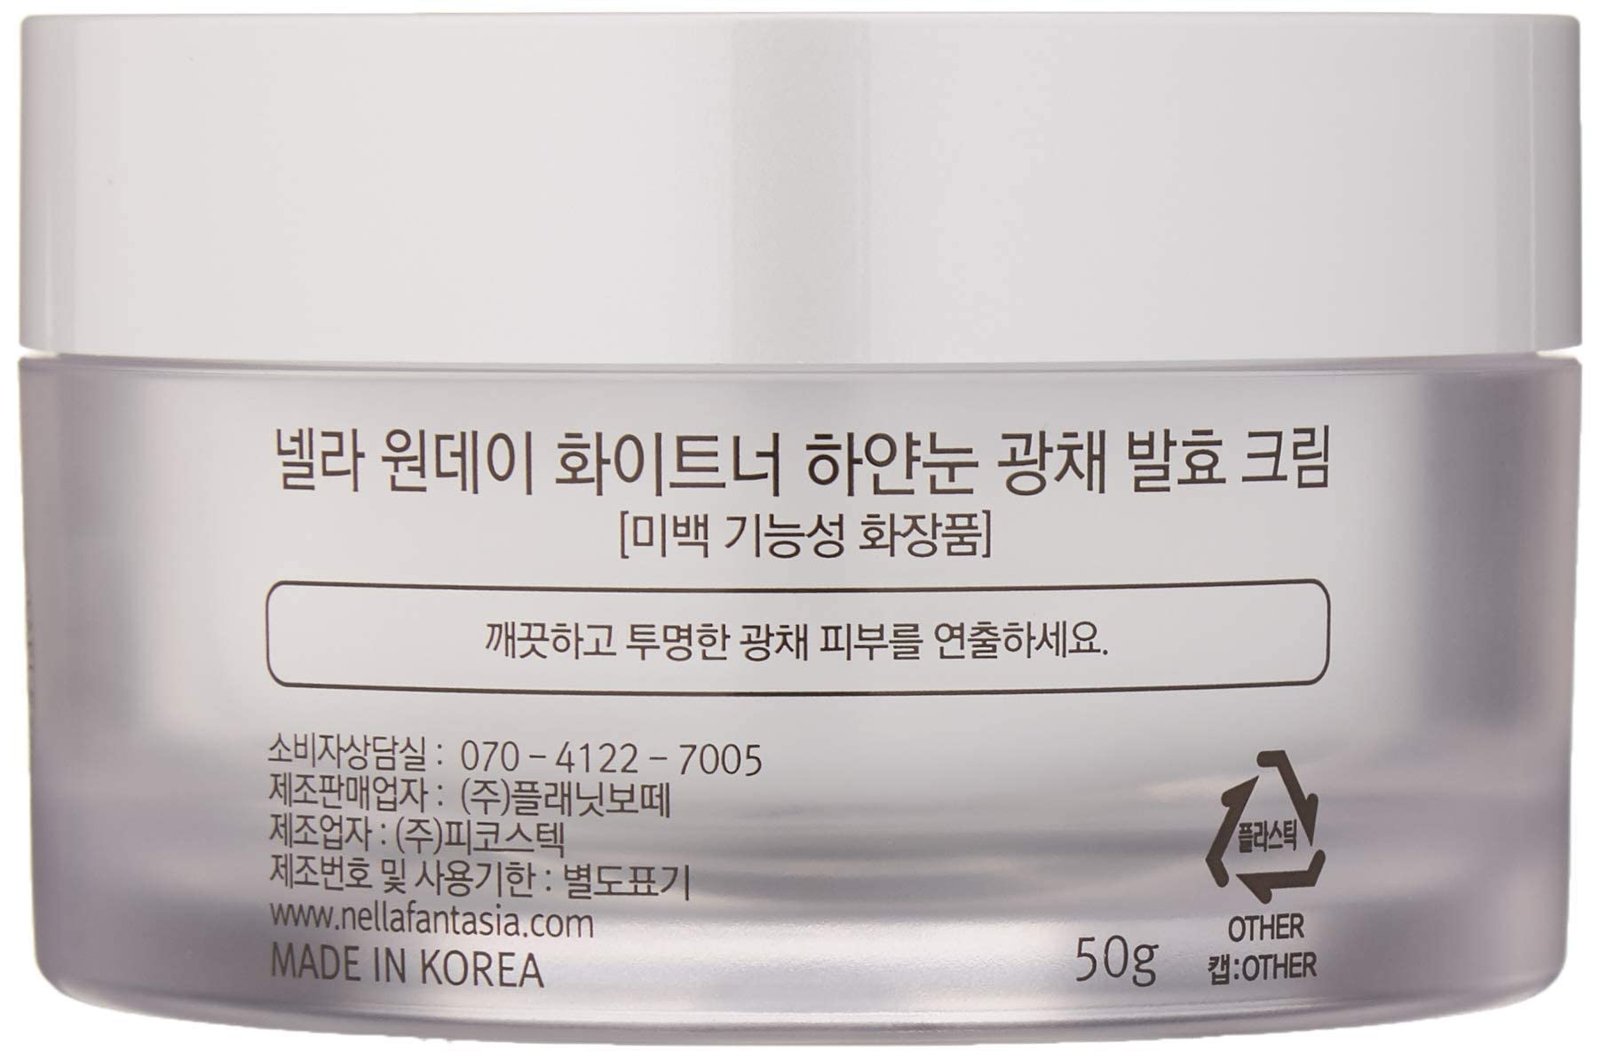 넬라 원데이 화이트너 하얀눈 광채 발효 크림
[미백 기능성 화장품]
깨끗하고 투명한 광채 피부를 연출하세요.
소비자상담실 : 070 - 4122 - 7005
제조판매업자 : (주)플래닛보떼
제조업자 : (주)피코스텍
제조번호 및 사용기한 : 별도표기
www.nellafantasia.com
MADE IN KOREA
50g
플라스틱
OTHER
캡:OTHER